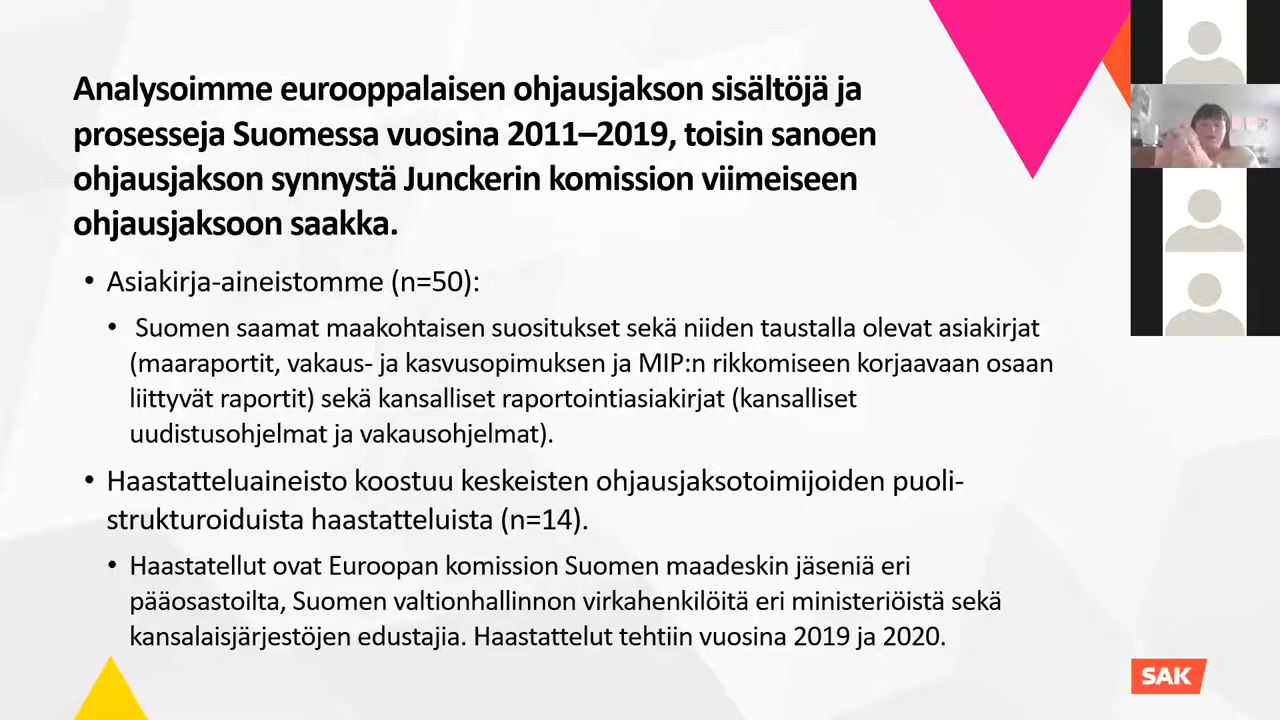 Analysoimme eurooppalaisen ohjausjakson sisältöjä ja
prosesseja Suomessa vuosina 2011–2019, toisin sanoen
ohjausjakson synnystä Junckerin komission viimeiseen
ohjausjaksoon saakka.
• Asiakirja-aineistomme (n=50):
• Suomen saamat maakohtaisen suositukset sekä niiden taustalla olevat asiakirjat
(maaraportit, vakaus- ja kasvusopimuksen ja MIP:n rikkomiseen korjaavaan osaan
liittyvät raportit) sekä kansalliset raportointiasiakirjat (kansalliset
uudistusohjelmat ja vakausohjelmat).
• Haastatteluaineisto koostuu keskeisten ohjausjaksotoimijoiden puoli-
strukturoiduista haastatteluista (n=14).
• Haastatellut ovat Euroopan komission Suomen maadeskin jäseniä eri
pääosastoilta, Suomen valtionhallinnon virkahenkilöitä eri ministeriöistä sekä
kansalaisjärjestöjen edustajia. Haastattelut tehtiin vuosina 2019 ja 2020.
SAK